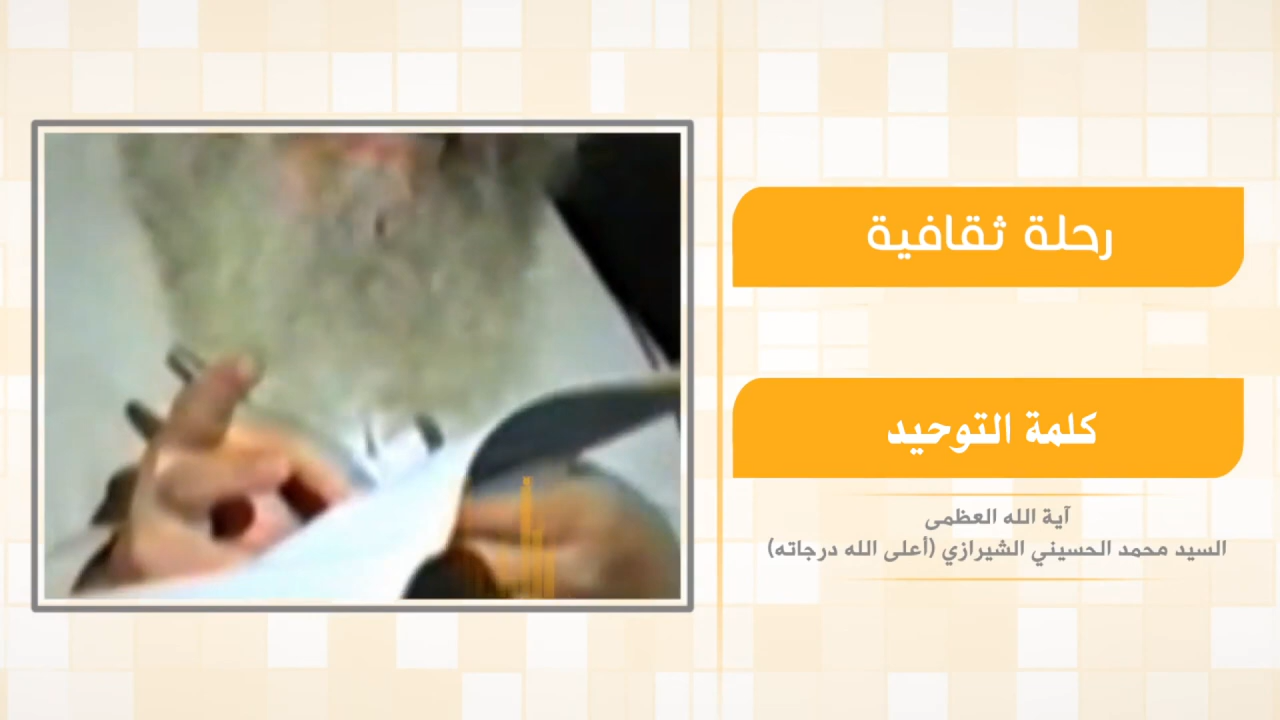 رحلة ثقافية
كلمة التوحيد
آية الله العظمى
السيد محمد الحسيني الشيرازي (أعلى الله درجاته)